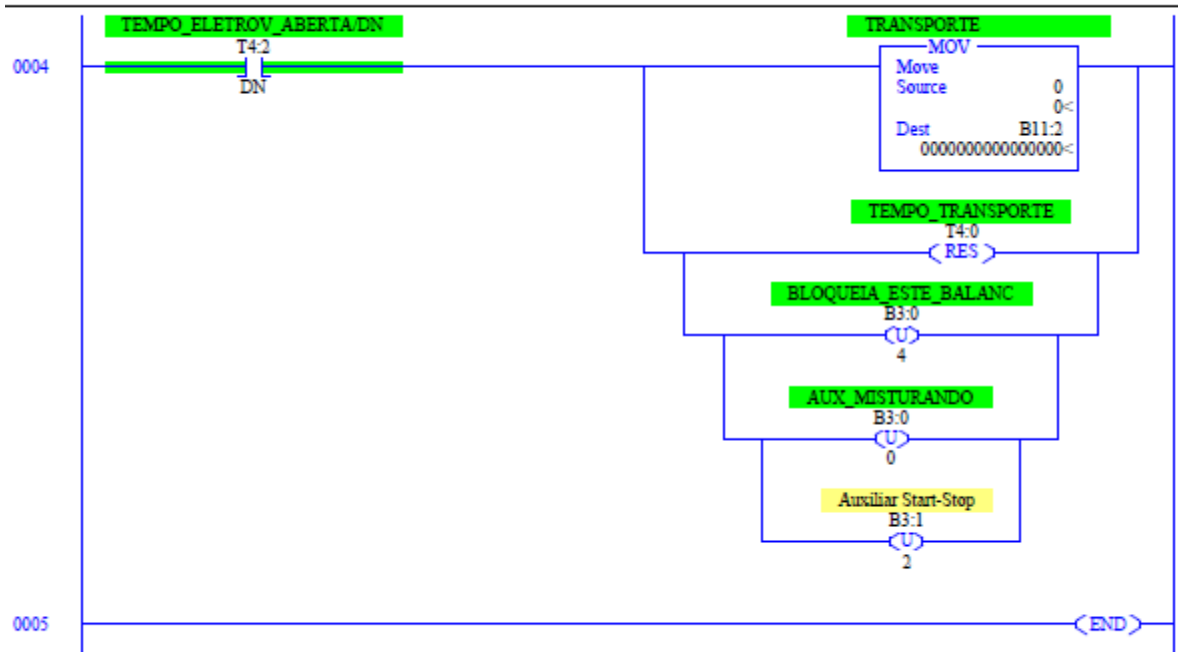 TEMPO_ELETROV_ABERTA/DN
T4:2
DN
0004
TRANSPORTE
MOV
Move
Source 0
0<
Dest B11:2
0000000000000000<
TEMPO_TRANSPORTE
T4:0
RES
BLOQUEIA_ESTE_BALANC
B3:0
U
4
AUX_MISTURANDO
B3:0
U
0
Auxiliar Start-Stop
B3:1
U
2
0005
END